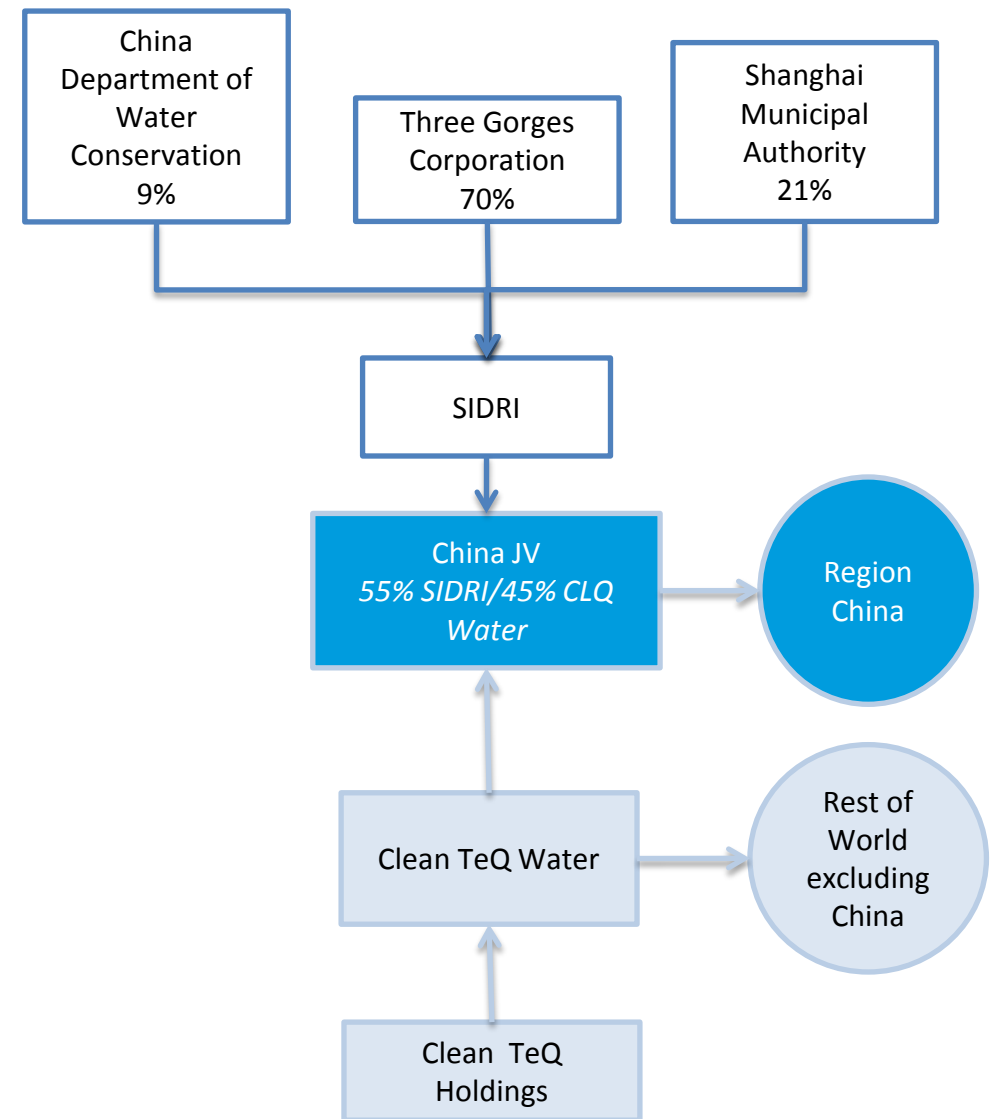 China
Department of
Water
Conservation
9%
Three Gorges
Corporation
70%
Shanghai
Municipal
Authority
21%
SIDRI
China JV
55% SIDRI/45% CLQ
Water
Region
China
Clean TeQ Water
Rest of
World
excluding
China
Clean TeQ
Holdings